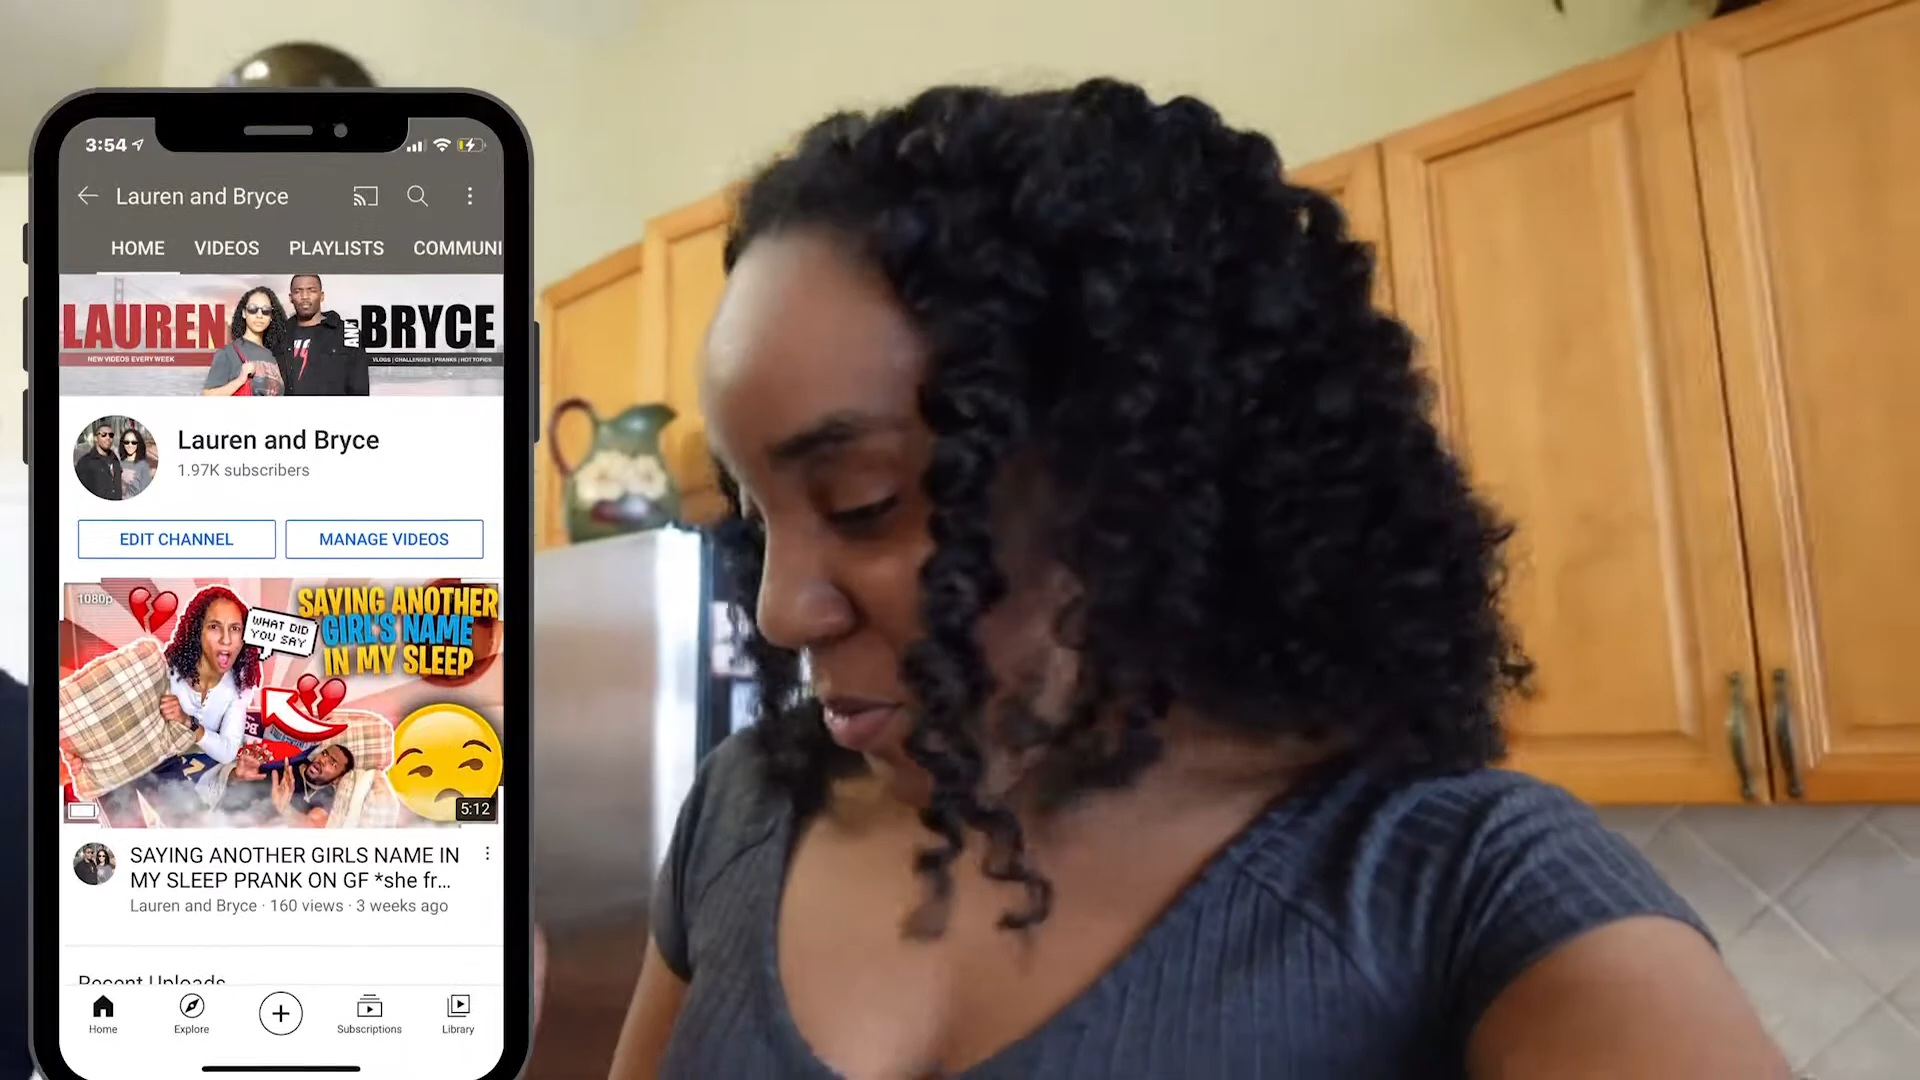 3:54
Lauren and Bryce
HOME VIDEOS PLAYLISTS COMMUNI
LAUREN AND BRYCE
NEW VIDEOS EVERY WEEK
VLOGS | CHALLENGES | PRANKS | HOT TOPICS
Lauren and Bryce
1.97K subscribers
EDIT CHANNEL MANAGE VIDEOS
1080p
SAYING ANOTHER
GIRL'S NAME
IN MY SLEEP
WHAT DID
YOU SAY
5:12
SAYING ANOTHER GIRLS NAME IN
MY SLEEP PRANK ON GF *she fr...
Lauren and Bryce · 160 views · 3 weeks ago
Recent Uploads
Home Explore Subscriptions Library